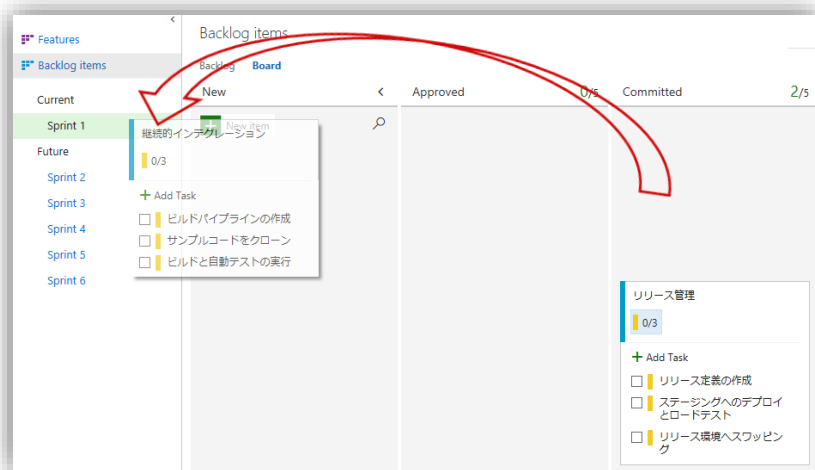 Features
Backlog items
Current
Sprint 1
Future
Sprint 2
Sprint 3
Sprint 4
Sprint 5
Sprint 6
Backlog items
Backlog Board
New
New item
継続的インテグレーション
0/3
+ Add Task
ビルドパイプラインの作成
サンプルコードをクローン
ビルドと自動テストの実行
Approved 0/5
Committed 2/5
リリース管理
0/3
+ Add Task
リリース定義の作成
ステージングへのデプロイ
とロードテスト
リリース環境へスワッピン
グ